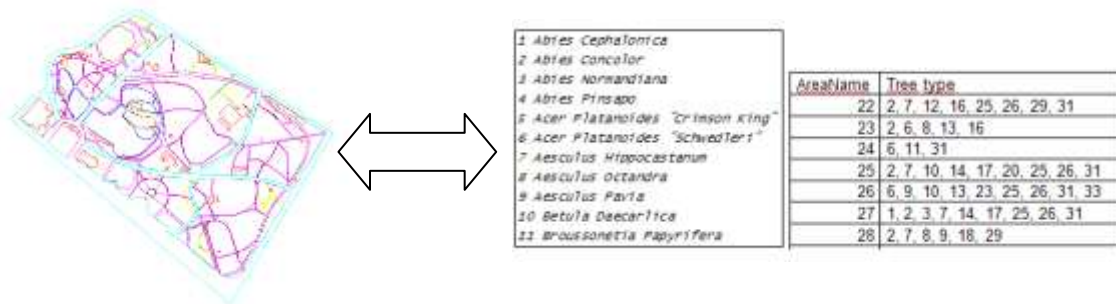 1 Abies Cephalonica
2 Abies Concolor
3 Abies Normandiana
4 Abies Pinsapo
5 Acer Platanoides "Crimson King"
6 Acer Platanoides "Schwedleri"
7 Aesculus Hippocastanum
8 Aesculus Octandra
9 Aesculus Pavia
10 Betula Daecarlica
11 Broussonetia Papyrifera
AreaName Tree type
22 2, 7, 12, 16, 25, 26, 29, 31
23 2, 6, 8, 13, 16
24 6, 11, 31
25 2, 7, 10, 14, 17, 20, 25, 26, 31
26 6, 9, 10, 13, 23, 25, 26, 31, 33
27 1, 2, 3, 7, 14, 17, 25, 26, 31
28 2, 7, 8, 9, 18, 29